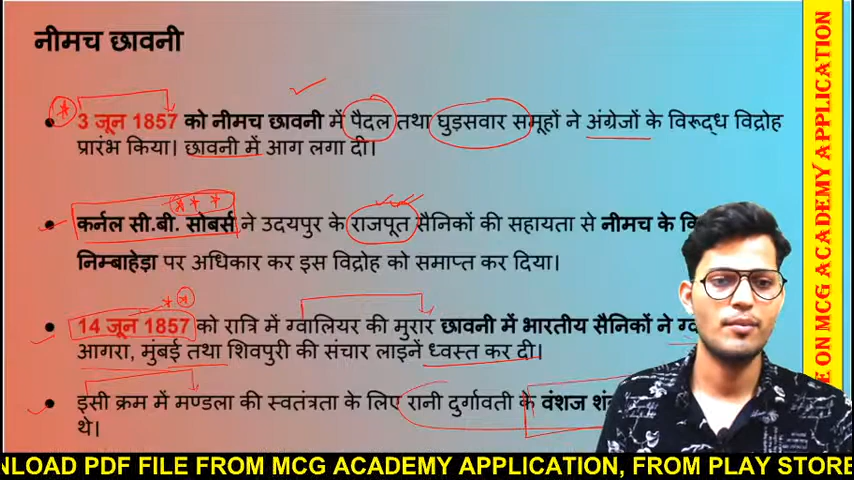 नीमच छावनी
3 जून 1857 को नीमच छावनी में पैदल तथा घुड़सवार समूहों ने अंग्रेजों के विरूद्ध विद्रोह
प्रारंभ किया। छावनी में आग लगा दी।
कर्नल सी.बी. सोबर्स ने उदयपुर के राजपूत सैनिकों की सहायता से नीमच के
निम्बाहेड़ा पर अधिकार कर इस विद्रोह को समाप्त कर दिया।
14 जून 1857 को रात्रि में ग्वालियर की मुरार छावनी में भारतीय सैनिकों ने
आगरा, मुंबई तथा शिवपुरी की संचार लाइनें ध्वस्त कर दी।
इसी क्रम में मण्डला की स्वतंत्रता के लिए रानी दुर्गावती के वंशज
थे।
NLOAD PDF FILE FROM MCG ACADEMY APPLICATION, FROM PLAY STORE
E ON MCG ACADEMY APPLICATION